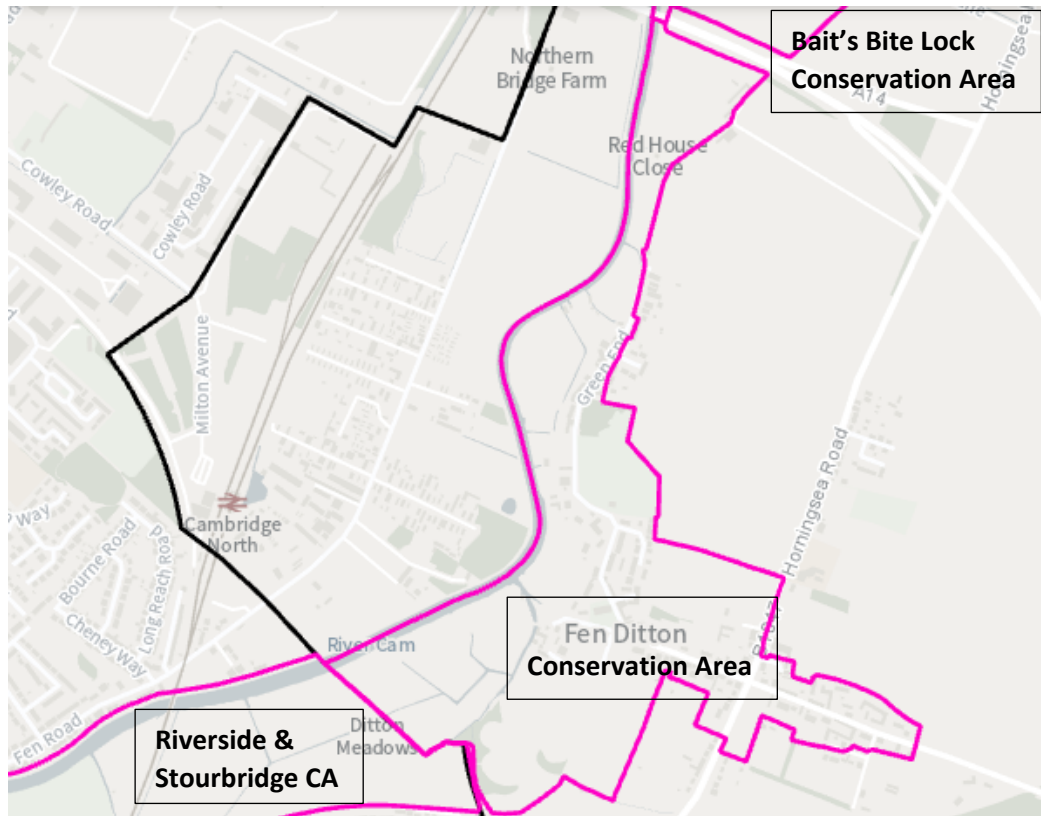 Bait's Bite Lock
Conservation Area
Horningsea
A14
Northern
Bridge Farm
Red House
Close
Cowley Road
Cowley Road
Milton Avenue
Green End
Horningsea Road
Cambridge
North
Way
Bourne Road
Long Reach Roa
Cheney Way
Fen Road
River Cam
Fen Ditton
Conservation Area
Ditton
Meadows
Riverside &
Stourbridge CA